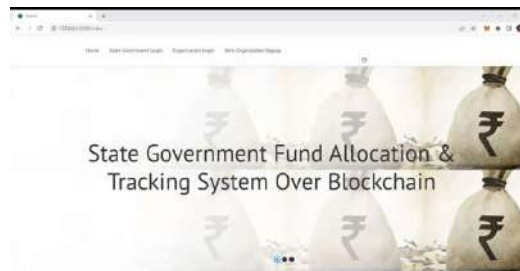 Home State Government Login Organization Login New Organization Signup
State Government Fund Allocation &
Tracking System Over Blockchain